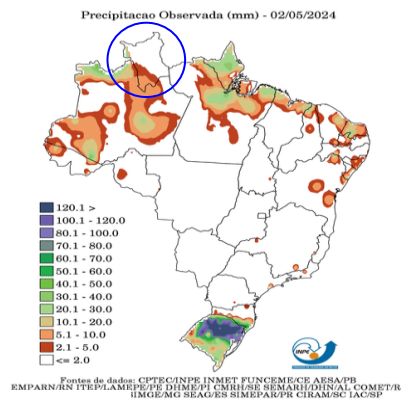 Precipitacao Observada (mm) - 02/05/2024
120.1 >
100.1 - 120.0
80.1 - 100.0
70.1 - 80.0
60.1 - 70.0
50.1 - 60.0
40.1 - 50.0
30.1 - 40.0
20.1 - 30.0
10.1 - 20.0
5.1 - 10.0
2.1 - 5.0
<= 2.0
INPE
Fontes de dados: CPTEC/INPE INMET FUNCEME/CE AESA/PB
EMPARN/RN ITEP/LAMEPE/PE DHME/PI CMRH/SE SEMARH/DHN/AL COMET/R
IGMGE/MG SEAG/ES SIMEPAR/PR CIRAM/SC IAC/SP